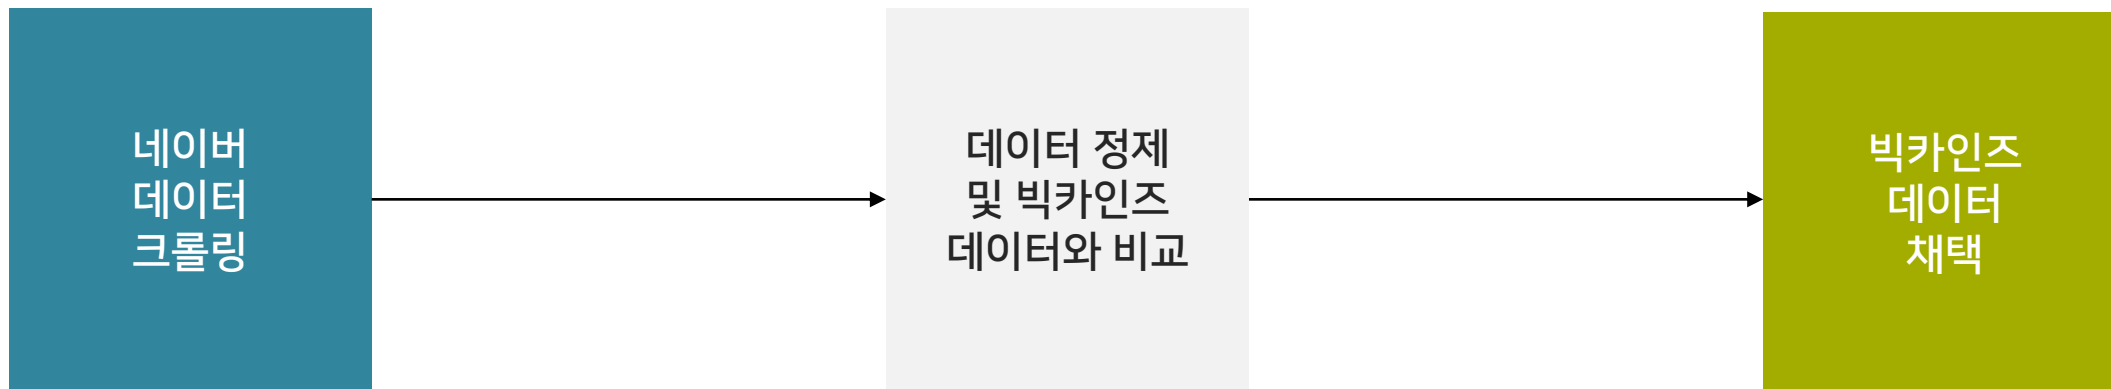 네이버
데이터
크롤링
데이터 정제
및 빅카인즈
데이터와 비교
빅카인즈
데이터
채택